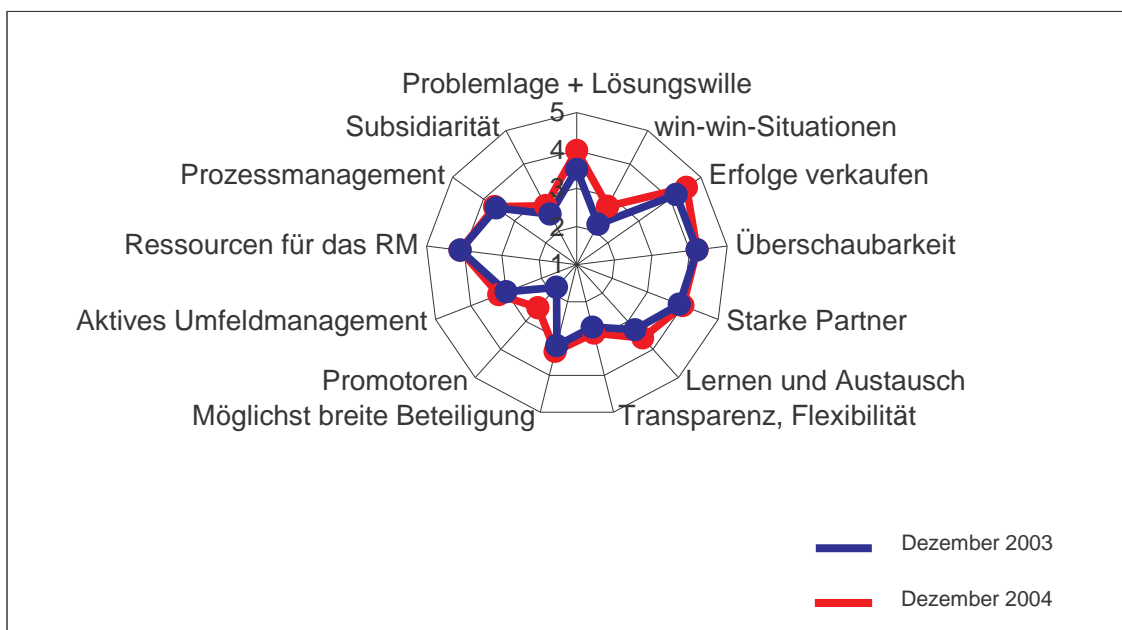 Problemlage + Lösungswille
5
Subsidiarität
win-win-Situationen
4
Prozessmanagement
Erfolge verkaufen
3
2
Ressourcen für das RM
Überschaubarkeit
1
Aktives Umfeldmanagement
Starke Partner
Promotoren
Lernen und Austausch
Möglichst breite Beteiligung
Transparenz, Flexibilität
Dezember 2003
Dezember 2004